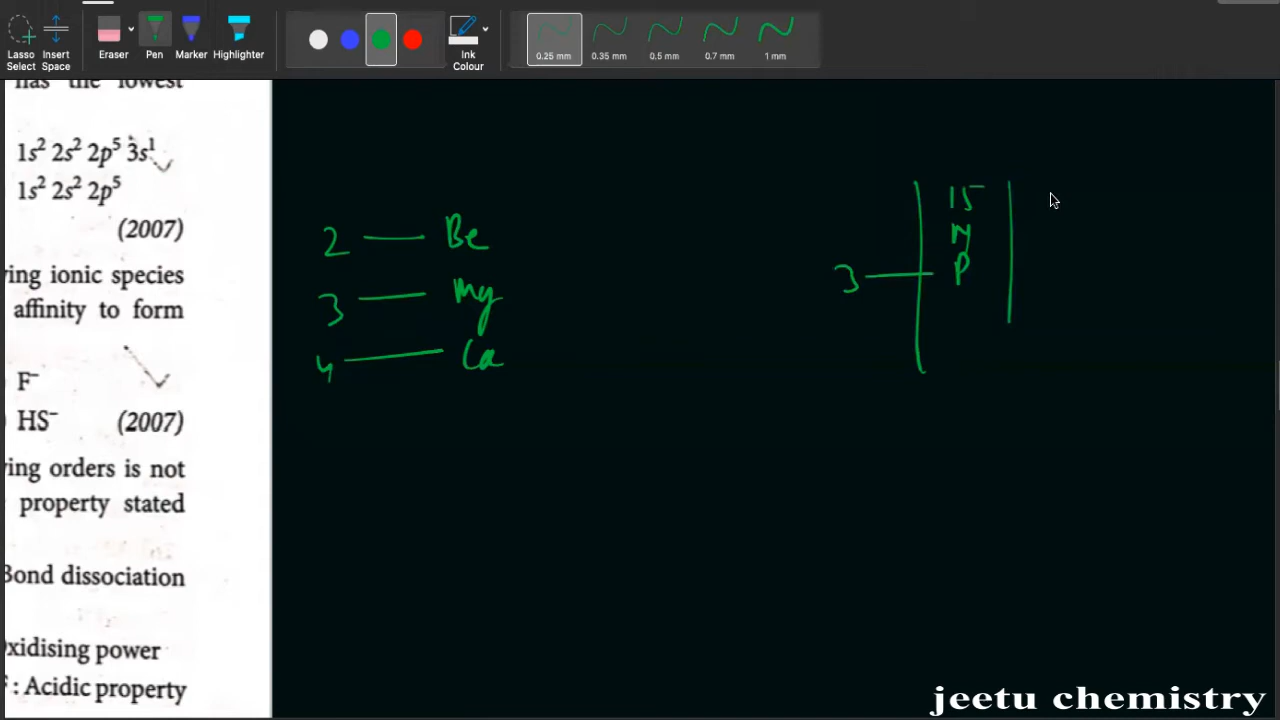 Lasso Select
Insert Space
Eraser
Pen
Marker
Highlighter
Ink Colour
0.25 mm
0.35 mm
0.5 mm
0.7 mm
1 mm
has the lowest
1s² 2s² 2p⁵ 3s¹
1s² 2s² 2p⁵
(2007)
ving ionic species
affinity to form
F⁻
HS⁻ (2007)
ving orders is not
property stated
Bond dissociation
Oxidising power
: Acidic property
2 — Be
3 — Mg
4 — Ca
15
N
3 — P
jeetu chemistry